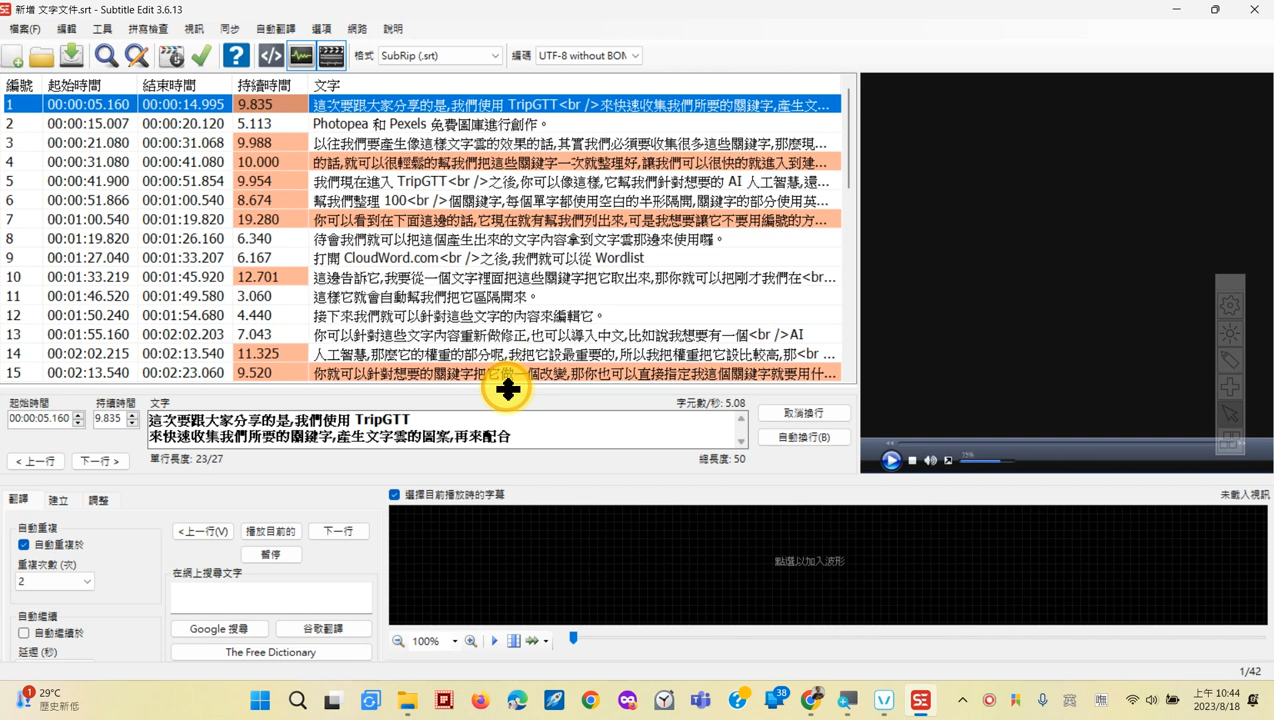 新增 文字文件.srt - Subtitle Edit 3.6.13
檔案(F) 編輯 工具 拼寫檢查 視訊 同步 自動翻譯 選項 網路 說明
格式 SubRip (.srt) 編碼 UTF-8 without BOM
編號 起始時間 結束時間 持續時間 文字
1 00:00:05.160 00:00:14.995 9.835 這次要跟大家分享的是,我們使用 TripGTT<br />來快速收集我們所要的關鍵字,產生文...
2 00:00:15.007 00:00:20.120 5.113 Photopea 和 Pexels 免費圖庫進行創作。
3 00:00:21.080 00:00:31.068 9.988 以往我們要產生像這樣文字雲的效果的話,其實我們必須要收集很多這些關鍵字,那麼現...
4 00:00:31.080 00:00:41.080 10.000 的話,就可以很輕鬆的幫我們把這些關鍵字一次就整理好,讓我們可以很快的就進入到建...
5 00:00:41.900 00:00:51.854 9.954 我們現在進入 TripGTT<br />之後,你可以像這樣,它幫我們針對想要的 AI 人工智慧,還...
6 00:00:51.866 00:01:00.540 8.674 幫我們整理 100<br />個關鍵字,每個單字都使用空白的半形隔開,關鍵字的部分使用英...
7 00:01:00.540 00:01:19.820 19.280 你可以看到在下面這邊的話,它現在就有幫我們列出來,可是我想要讓它不要用編號的方...
8 00:01:19.820 00:01:26.160 6.340 待會我們就可以把這個產生出來的文字內容拿到文字雲那邊來使用囉。
9 00:01:27.040 00:01:33.207 6.167 打開 CloudWord.com<br />之後,我們就可以從 Wordlist
10 00:01:33.219 00:01:45.920 12.701 這邊告訴它,我要從一個文字裡面把這些關鍵字把它取出來,那你就可以把剛才我們在<br...
11 00:01:46.520 00:01:49.580 3.060 這樣它就會自動幫我們把它區隔開來。
12 00:01:50.240 00:01:54.680 4.440 接下來我們就可以針對這些文字的內容來編輯它。
13 00:01:55.160 00:02:02.203 7.043 你可以針對這些文字內容重新做修正,也可以導入中文,比如說我想要有一個<br />AI
14 00:02:02.215 00:02:13.540 11.325 人工智慧,那麼它的權重的部分呢,我把它設最重要的,所以我把權重把它設比較高,那<br ...
15 00:02:13.540 00:02:23.060 9.520 你就可以針對想要的關鍵字把它做一個改變,那你也可以直接指定我這個關鍵字就要用什...
起始時間 持續時間 文字 字元數/秒: 5.08
00:00:05.160 9.835
這次要跟大家分享的是,我們使用 TripGTT
來快速收集我們所要的關鍵字,產生文字雲的圖案,再來配合
取消換行
自動換行(B)
< 上一行 下一行 > 單行長度: 23/27 總長度: 50
75%
翻譯 建立 調整
選擇目前播放時的字幕 未載入視訊
自動重複
自動重複於
重複次數 (次)
2
自動繼續
自動繼續於
延遲 (秒)
<上一行(V) 播放目前的 下一行
暫停
在網上搜尋文字
Google 搜尋 谷歌翻譯
The Free Dictionary
點選以加入波形
100%
1/42
1 29°C
歷史新低
38
英
上午 10:44
2023/8/18